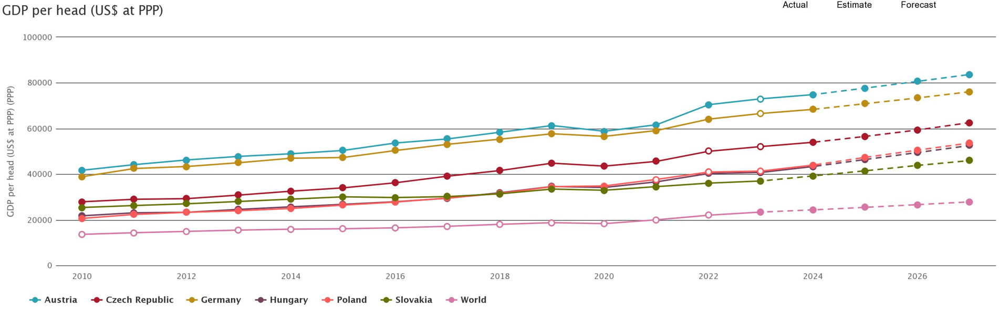 GDP per head (US$ at PPP)
Actual Estimate Forecast
GDP per head (US$ at PPP) (PPP)
100000
80000
60000
40000
20000
0
2010 2012 2014 2016 2018 2020 2022 2024 2026
Austria Czech Republic Germany Hungary Poland Slovakia World